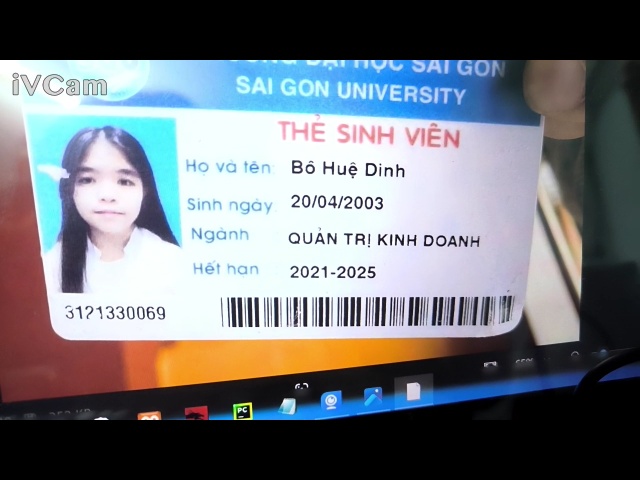 iVCam
ĐẠI HỌC SÀI GÒN
SAI GON UNIVERSITY
THẺ SINH VIÊN
Họ và tên: Bô Huệ Dinh
Sinh ngày 20/04/2003
Ngành QUẢN TRỊ KINH DOANH
Hết hạn 2021-2025
3121330069
PC